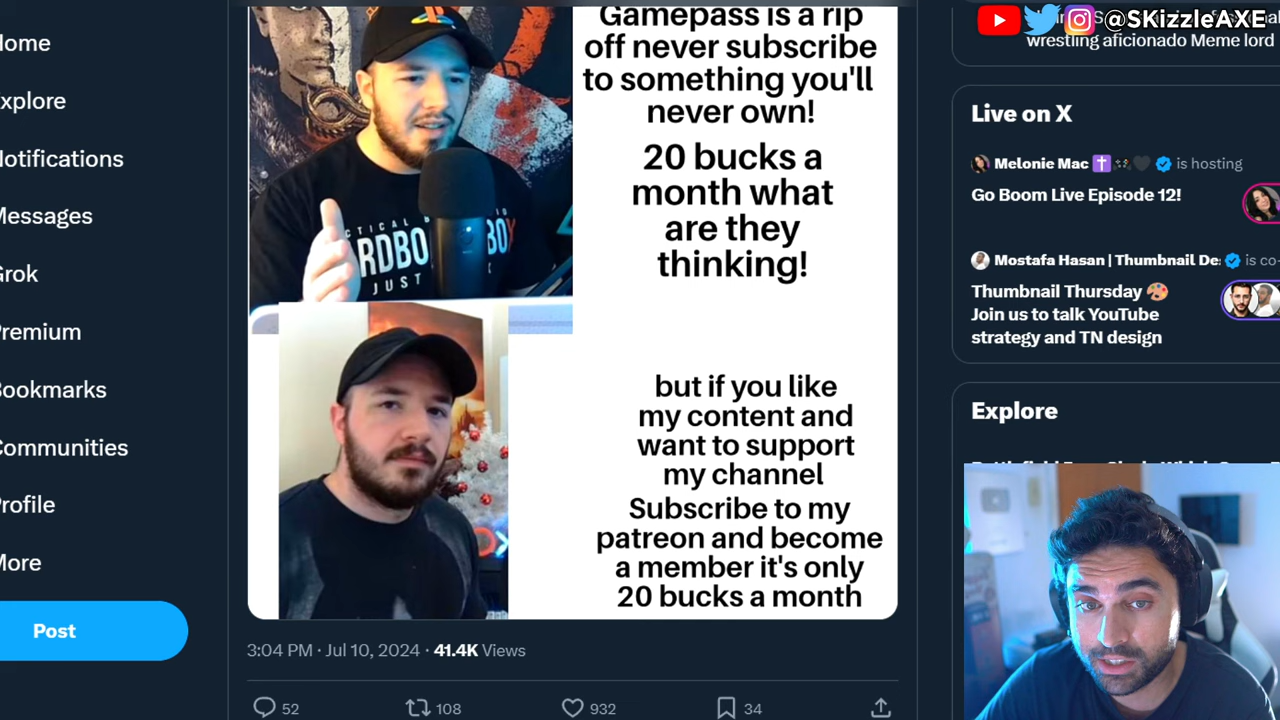 ome
xplore
otifications
essages
rok
remium
ookmarks
ommunities
rofile
ore
Post
Gamepass is a rip
off never subscribe
to something you'll
never own!
20 bucks a
month what
are they
thinking!
but if you like
my content and
want to support
my channel
Subscribe to my
patreon and become
a member it's only
20 bucks a month
RDBO
BOX
JUST
3:04 PM · Jul 10, 2024 · 41.4K Views
52
108
932
34
@SKizzleAXE
wrestling aficionado Meme lord
Live on X
Melonie Mac is hosting
Go Boom Live Episode 12!
Mostafa Hasan | Thumbnail De: is co-
Thumbnail Thursday
Join us to talk YouTube
strategy and TN design
Explore